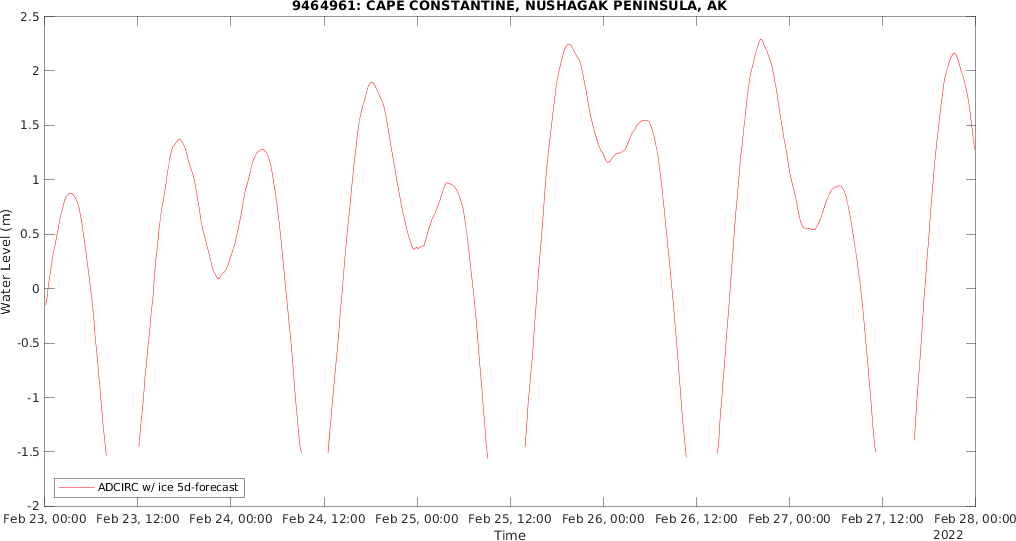 9464961: CAPE CONSTANTINE, NUSHAGAK PENINSULA, AK
2.5
2
1.5
1
0.5
0
-0.5
-1
-1.5
-2
Water Level (m)
ADCIRC w/ ice 5d-forecast
Feb 23, 00:00 Feb 23, 12:00 Feb 24, 00:00 Feb 24, 12:00 Feb 25, 00:00 Feb 25, 12:00 Feb 26, 00:00 Feb 26, 12:00 Feb 27, 00:00 Feb 27, 12:00 Feb 28, 00:00
Time
2022